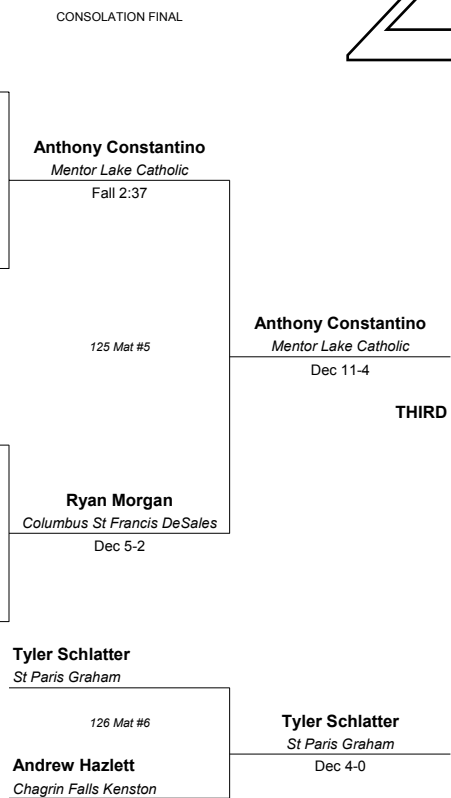 CONSOLATION FINAL
Anthony Constantino
Mentor Lake Catholic
Fall 2:37
125 Mat #5
Anthony Constantino
Mentor Lake Catholic
Dec 11-4
THIRD
Ryan Morgan
Columbus St Francis DeSales
Dec 5-2
Tyler Schlatter
St Paris Graham
126 Mat #6
Tyler Schlatter
St Paris Graham
Dec 4-0
Andrew Hazlett
Chagrin Falls Kenston